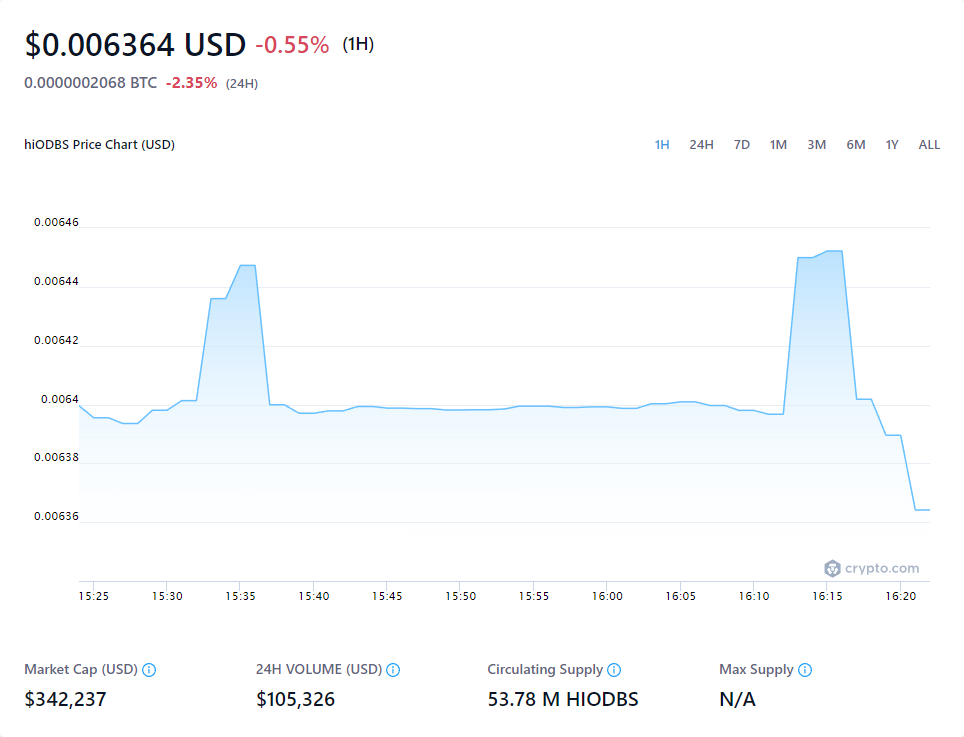 $0.006364 USD -0.55% (1H)
0.0000002068 BTC -2.35% (24H)
hiODBS Price Chart (USD) 1H 24H 7D 1M 3M 6M 1Y ALL
0.00646
0.00644
0.00642
0.0064
0.00638
0.00636
crypto.com
15:25 15:30 15:35 15:40 15:45 15:50 15:55 16:00 16:05 16:10 16:15 16:20
Market Cap (USD) 24H VOLUME (USD) Circulating Supply Max Supply
$342,237 $105,326 53.78 M HIODBS N/A